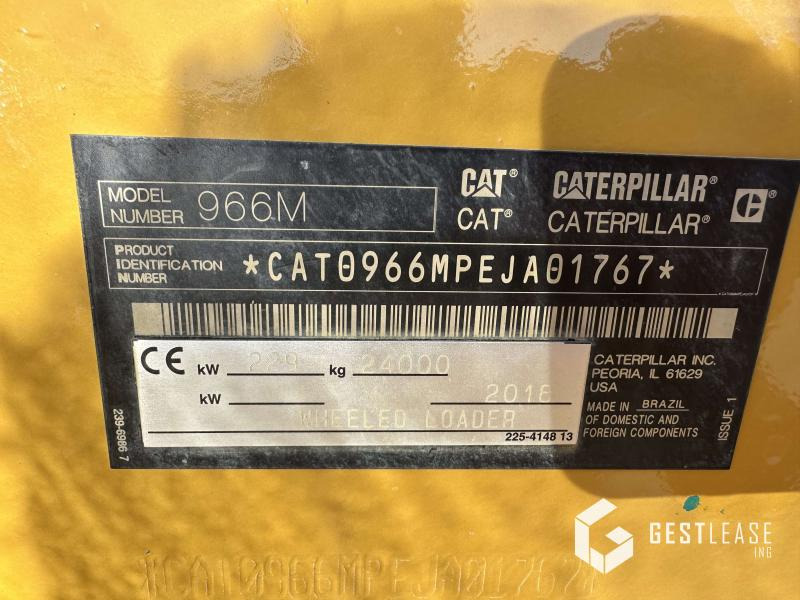 MODEL NUMBER 966M
CAT® CATERPILLAR®
CAT® CATERPILLAR® C
PRODUCT IDENTIFICATION NUMBER *CAT0966MPEJA01767*
CE kW 229 kg 24000
kW 2018
WHEELED LOADER
225-4148 13
CATERPILLAR INC.
PEORIA, IL 61629
USA
MADE IN BRAZIL
OF DOMESTIC AND
FOREIGN COMPONENTS
ISSUE 1
239-6986 7
*CAT0966MPEJA01767*
GESTLEASE
ING